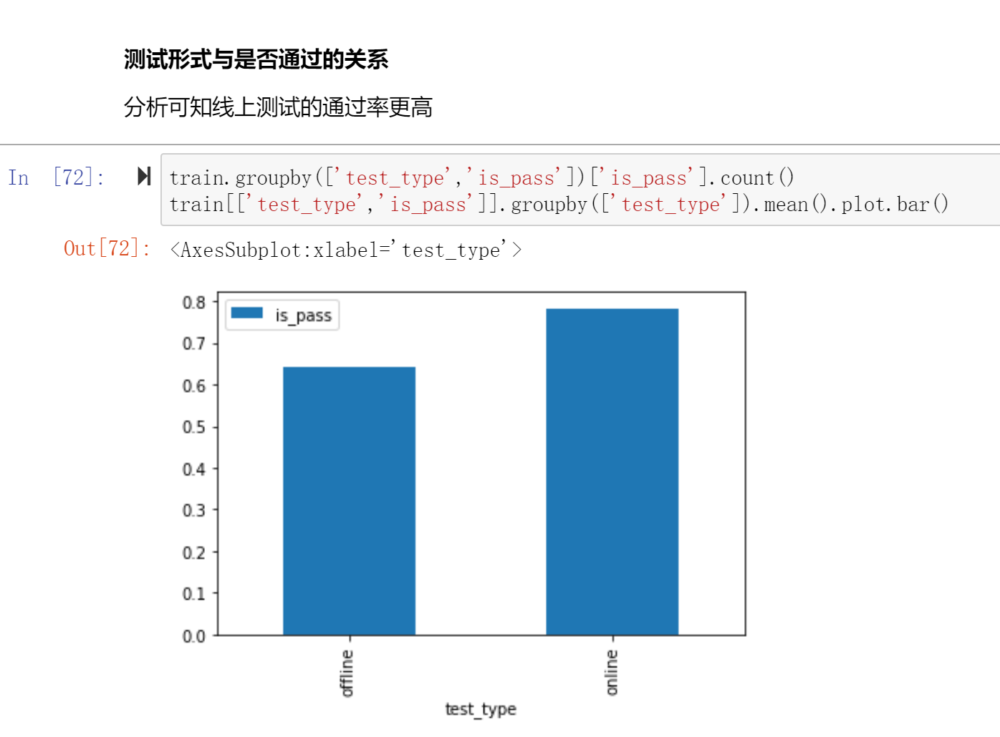 测试形式与是否通过的关系
分析可知线上测试的通过率更高
In [72]:
train.groupby(['test_type','is_pass'])['is_pass'].count()
train[['test_type','is_pass']].groupby(['test_type']).mean().plot.bar()
Out[72]: <AxesSubplot:xlabel='test_type'>
is_pass
0.8
0.7
0.6
0.5
0.4
0.3
0.2
0.1
0.0
offline
online
test_type